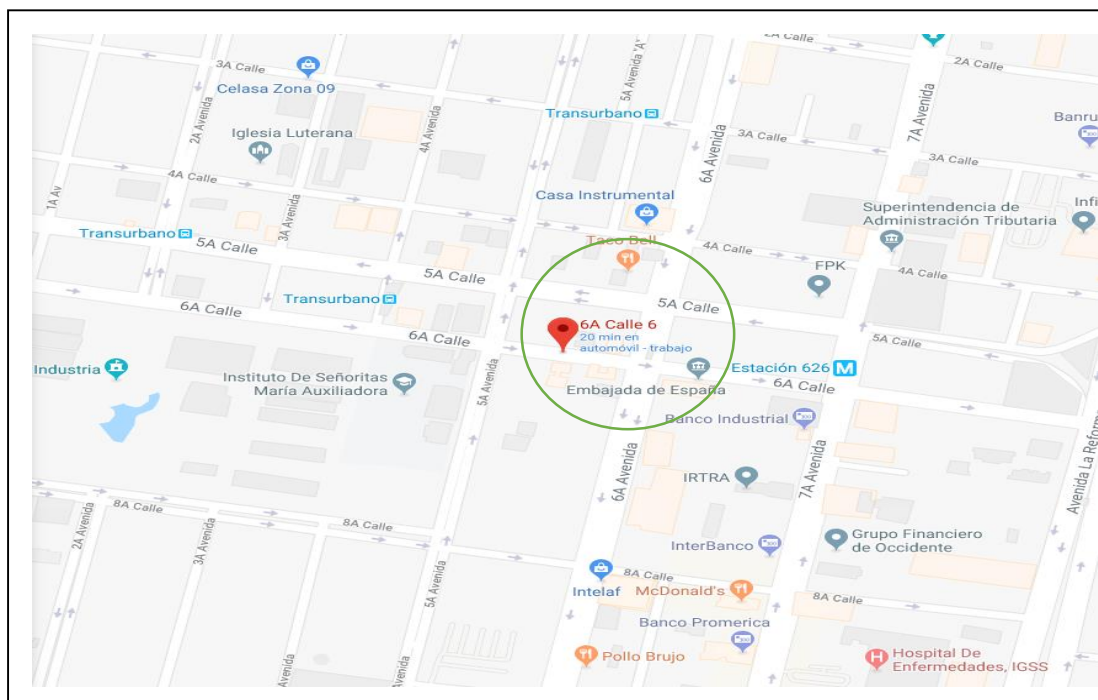 2A Calle
2A Calle
3A Calle
Celasa Zona 09
5A Avenida "A"
7A Avenida
Transurbano
2A Avenida
4A Avenida
6A Avenida
3A Calle
Banru
Iglesia Luterana
3A Calle
4A Calle
Casa Instrumental
Superintendencia de
Administración Tributaria
Infi
1A Av
3A Avenida
Transurbano
5A Calle
Taco Bell
4A Calle
4A Calle
FPK
5A Calle
Transurbano
5A Calle
6A Calle
6A Calle 6
20 min en
automóvil - trabajo
6A Calle
5A Calle
Industria
Instituto De Señoritas
María Auxiliadora
5A Avenida
Embajada de España
Estación 626 M
6A Calle
Banco Industrial
6A Avenida
IRTRA
7A Avenida
Avenida La Reform
8A Calle
2A Avenida
3A Avenida
8A Calle
5A Avenida
InterBanco
Grupo Financiero
de Occidente
8A Calle
Intelaf
McDonald's
8A Calle
Banco Promerica
Pollo Brujo
Hospital De
Enfermedades, IGSS